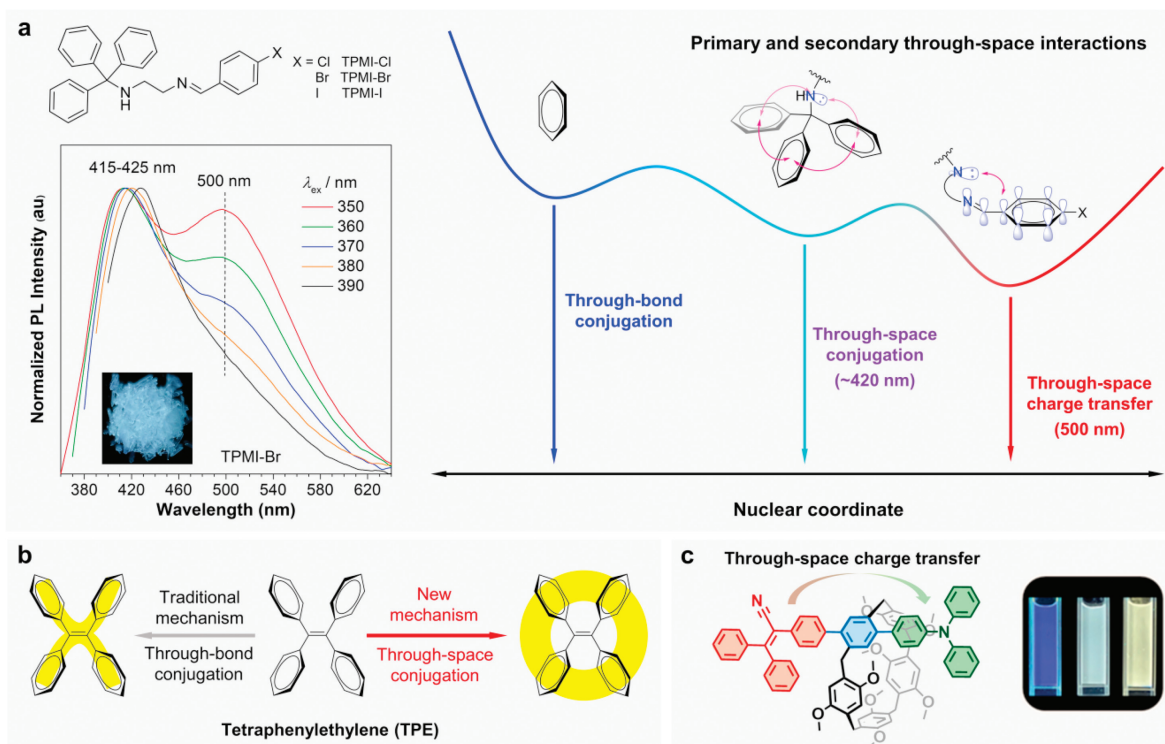 a
X
N
NH
X = Cl TPMI-Cl
Br TPMI-Br
I TPMI-I
Normalized PL Intensity (au)
415-425 nm
500 nm
λex / nm
350
360
370
380
390
TPMI-Br
380 420 460 500 540 580 620
Wavelength (nm)
Primary and secondary through-space interactions
HN
N
N
X
Through-bond
conjugation
Through-space
conjugation
(~420 nm)
Through-space
charge transfer
(500 nm)
Nuclear coordinate
b
Traditional
mechanism
Through-bond
conjugation
New
mechanism
Through-space
conjugation
Tetraphenylethylene (TPE)
c
Through-space charge transfer
N
N
O
O
O
O
O
O
O
O